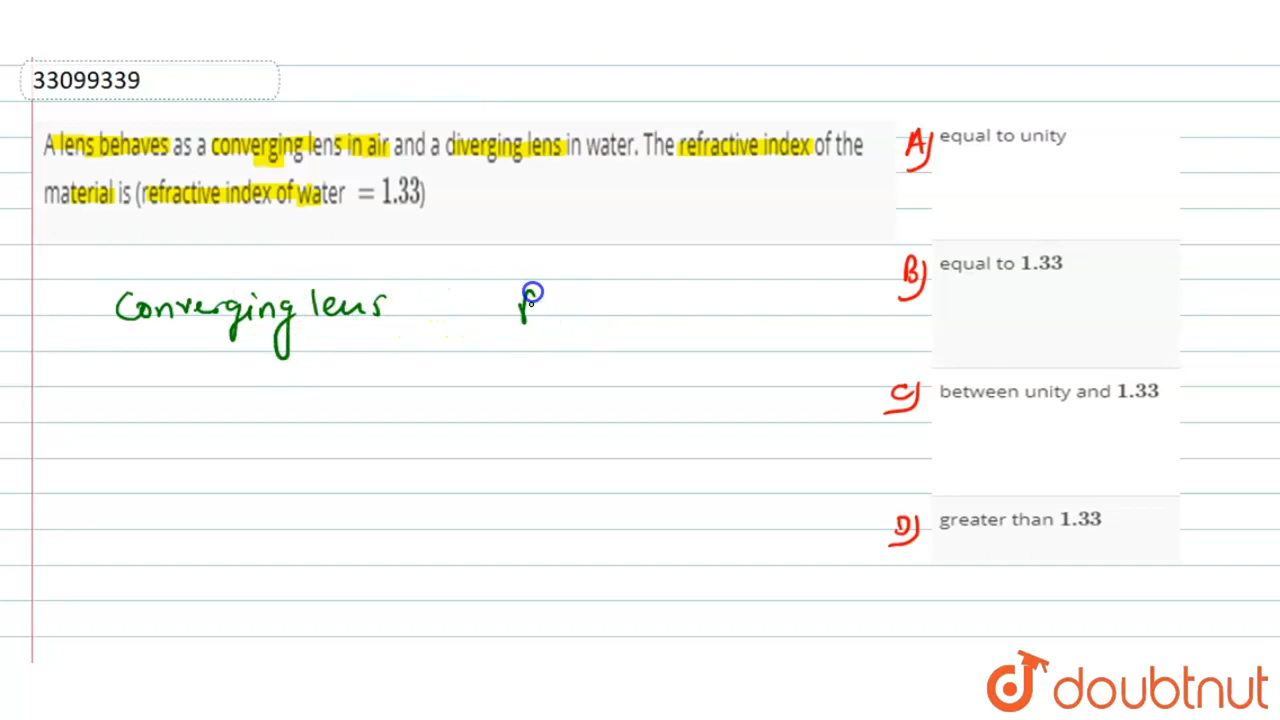 33099339
A lens behaves as a converging lens in air and a diverging lens in water. The refractive index of the
material is (refractive index of water = 1.33)
A) equal to unity
B) equal to 1.33
Converging lens
C) between unity and 1.33
D) greater than 1.33
doubtnut